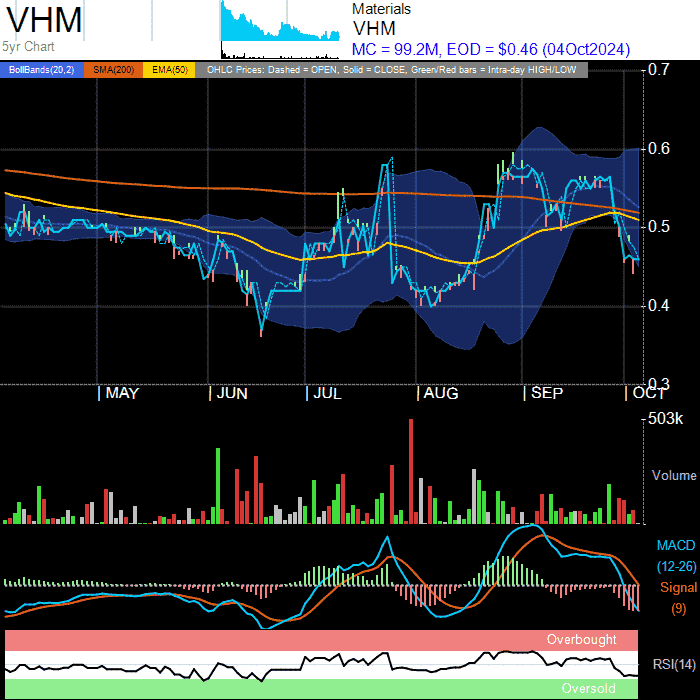 VHM
5yr Chart
Materials
VHM
MC = 99.2M, EOD = $0.46 (04Oct2024)
BollBands(20,2) SMA(200) EMA(50) OHLC Prices: Dashed = OPEN, Solid = CLOSE, Green/Red bars = Intra-day HIGH/LOW
0.7
0.6
0.5
0.4
0.3
| MAY | JUN | JUL | AUG | SEP | OCT
503k
Volume
MACD
(12-26)
Signal
(9)
Overbought
RSI(14)
Oversold